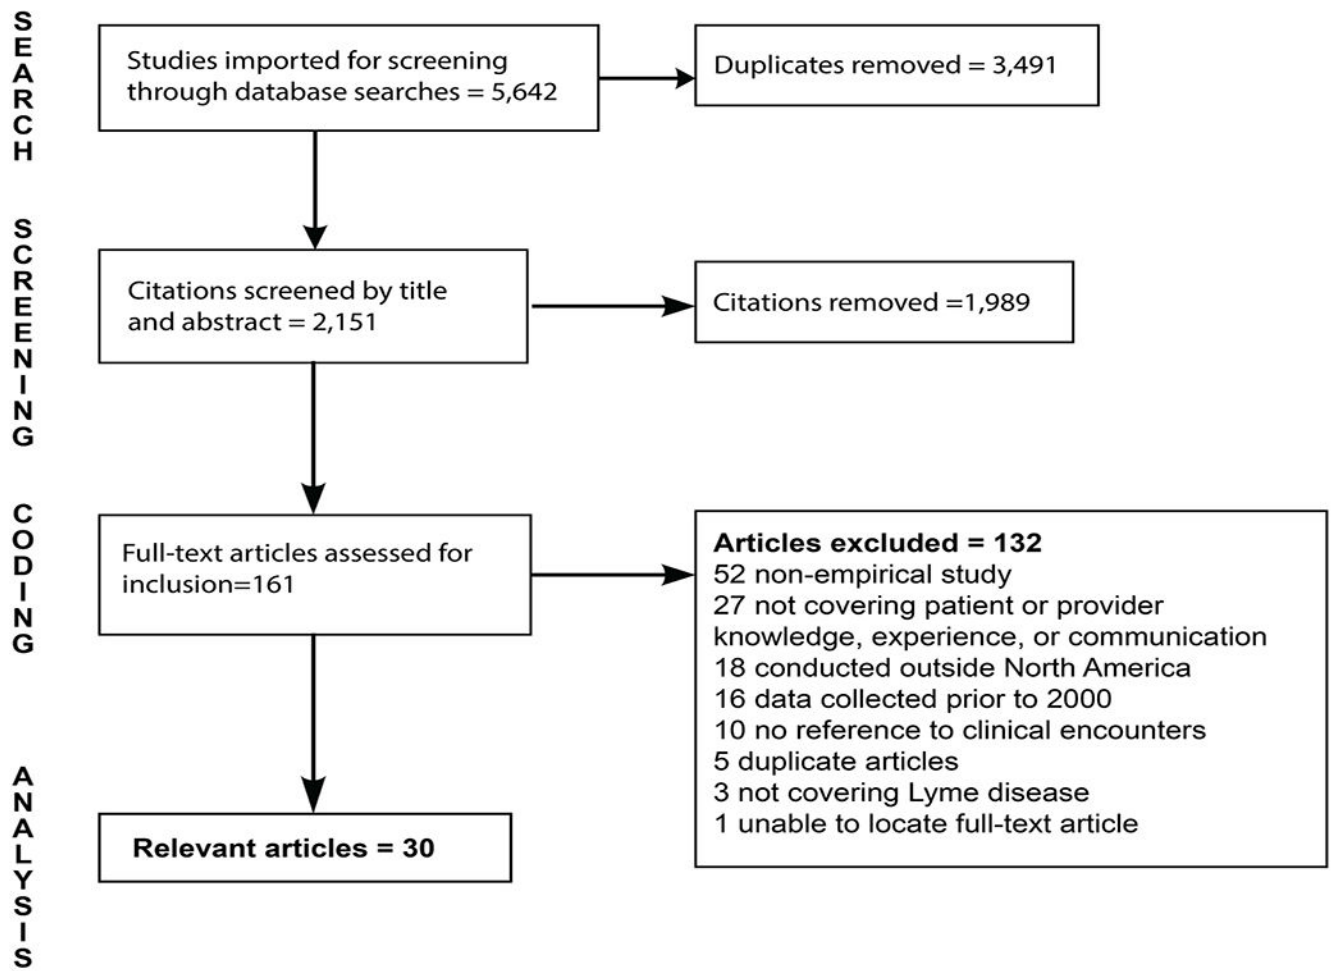 SEARCH
Studies imported for screening
through database searches = 5,642
Duplicates removed = 3,491
SCREENING
Citations screened by title
and abstract = 2,151
Citations removed =1,989
CODING
Full-text articles assessed for
inclusion=161
Articles excluded = 132
52 non-empirical study
27 not covering patient or provider
knowledge, experience, or communication
18 conducted outside North America
16 data collected prior to 2000
10 no reference to clinical encounters
5 duplicate articles
3 not covering Lyme disease
1 unable to locate full-text article
ANALYSIS
Relevant articles = 30